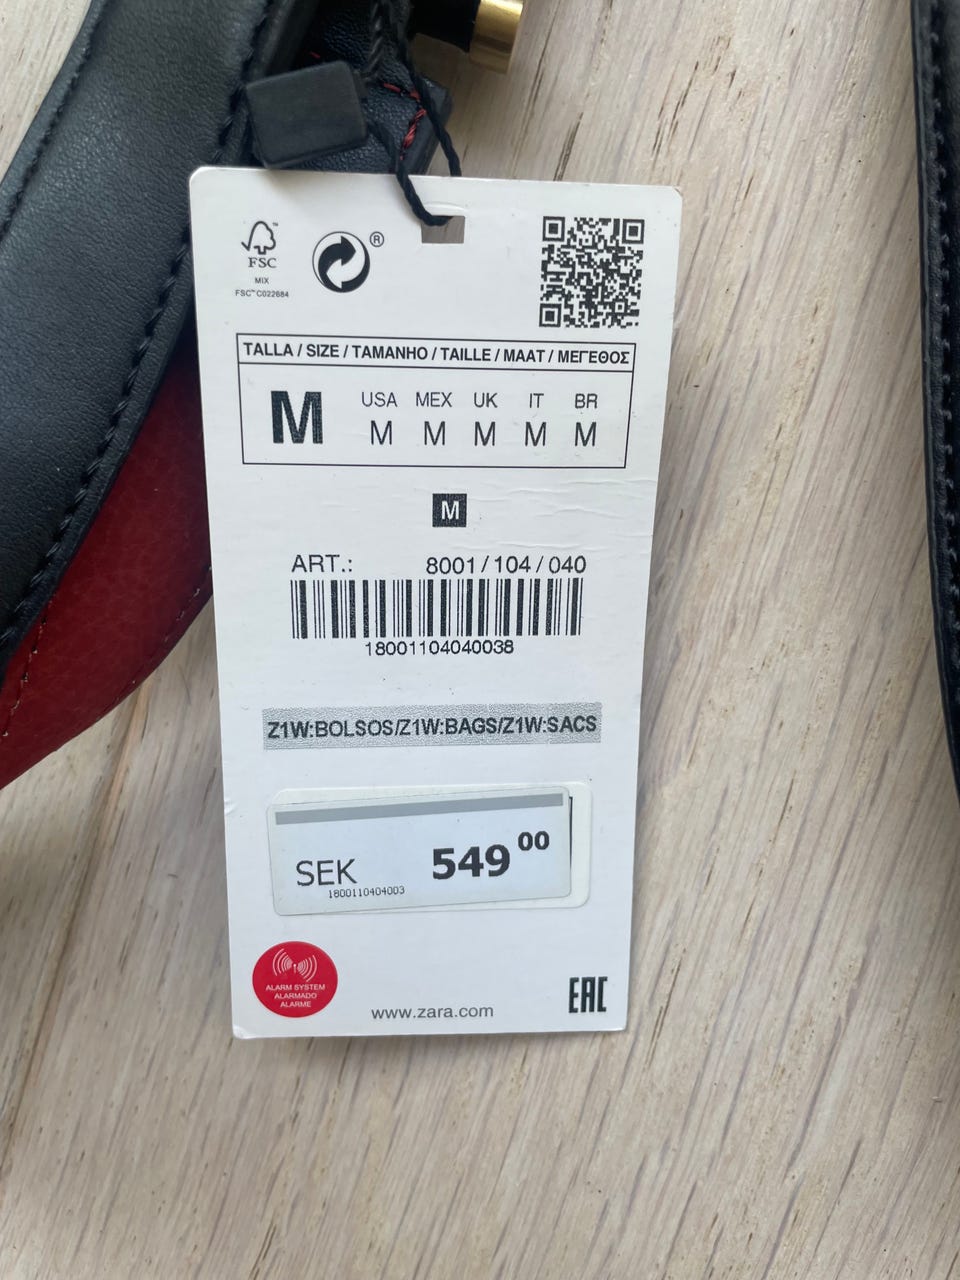 FSC™
MIX
FSC™ C022684
®
TALLA / SIZE / TAMANHO / TAILLE / MAAT / ΜΕΓΕΘΟΣ
M
USA MEX UK IT BR
M M M M M
M
ART.: 8001 / 104 / 040
18001104040038
Z1W:BOLSOS/Z1W:BAGS/Z1W:SACS
SEK 549 00
1800110404003
ALARM SYSTEM
ALARMADO
ALARME
www.zara.com
EAC